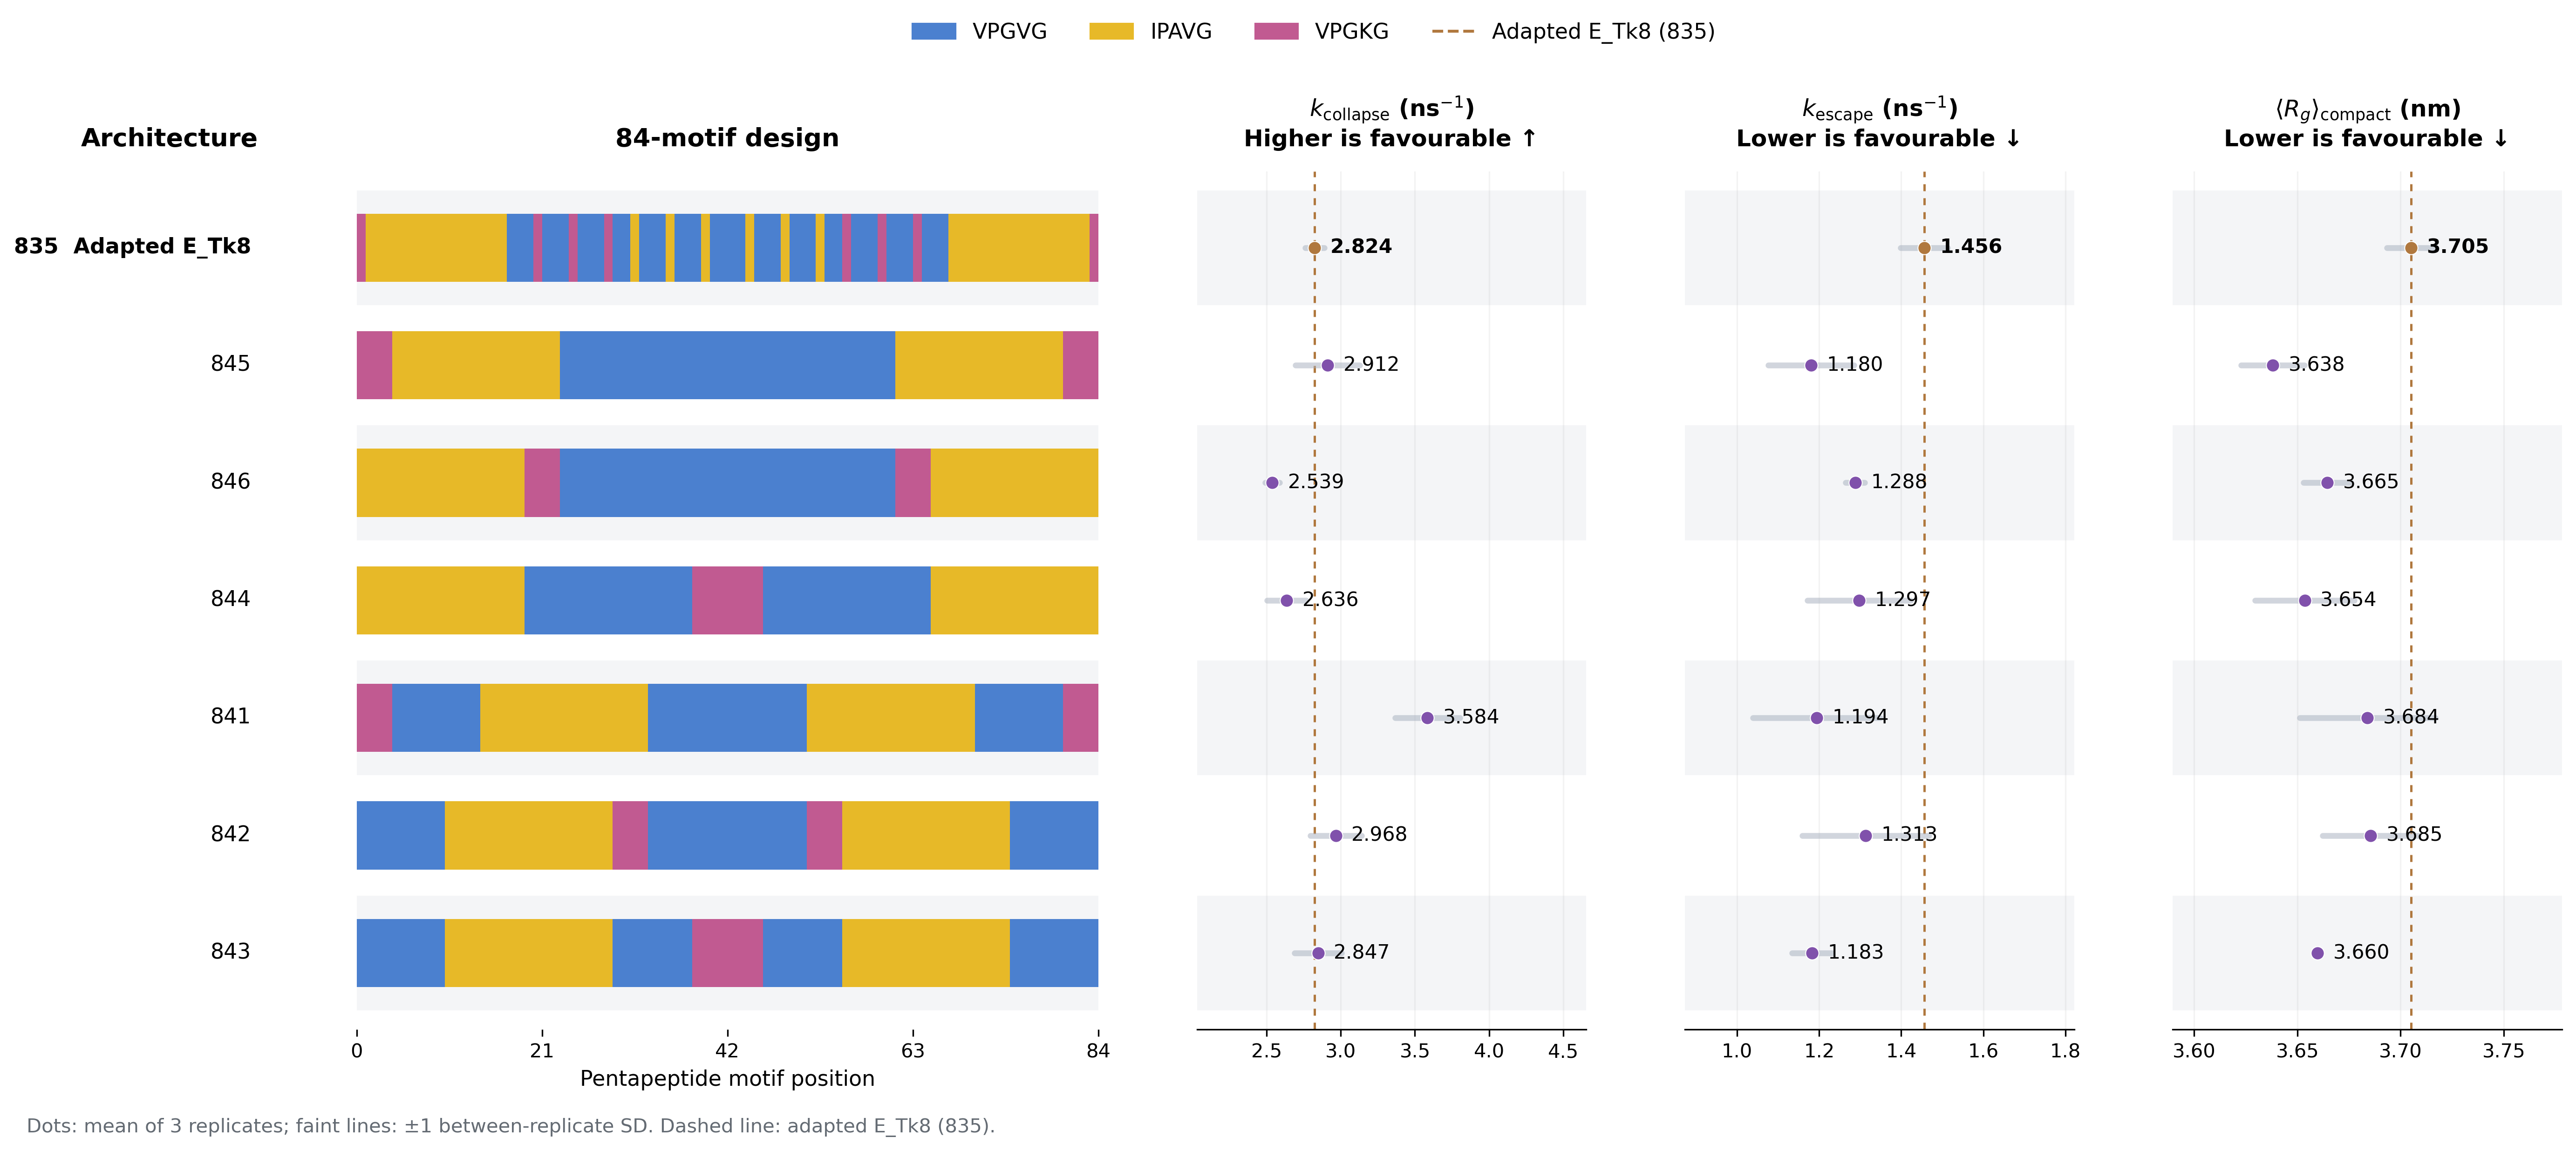 VPGVG IPAVG VPGKG Adapted E_Tk8 (835)
Architecture
84-motif design
k_collapse (ns⁻¹)
Higher is favourable ↑
k_escape (ns⁻¹)
Lower is favourable ↓
⟨R_g⟩_compact (nm)
Lower is favourable ↓
835 Adapted E_Tk8 2.824 1.456 3.705
845 2.912 1.180 3.638
846 2.539 1.288 3.665
844 2.636 1.297 3.654
841 3.584 1.194 3.684
842 2.968 1.313 3.685
843 2.847 1.183 3.660
0 21 42 63 84
2.5 3.0 3.5 4.0 4.5
1.0 1.2 1.4 1.6 1.8
3.60 3.65 3.70 3.75
Pentapeptide motif position
Dots: mean of 3 replicates; faint lines: ±1 between-replicate SD. Dashed line: adapted E_Tk8 (835).